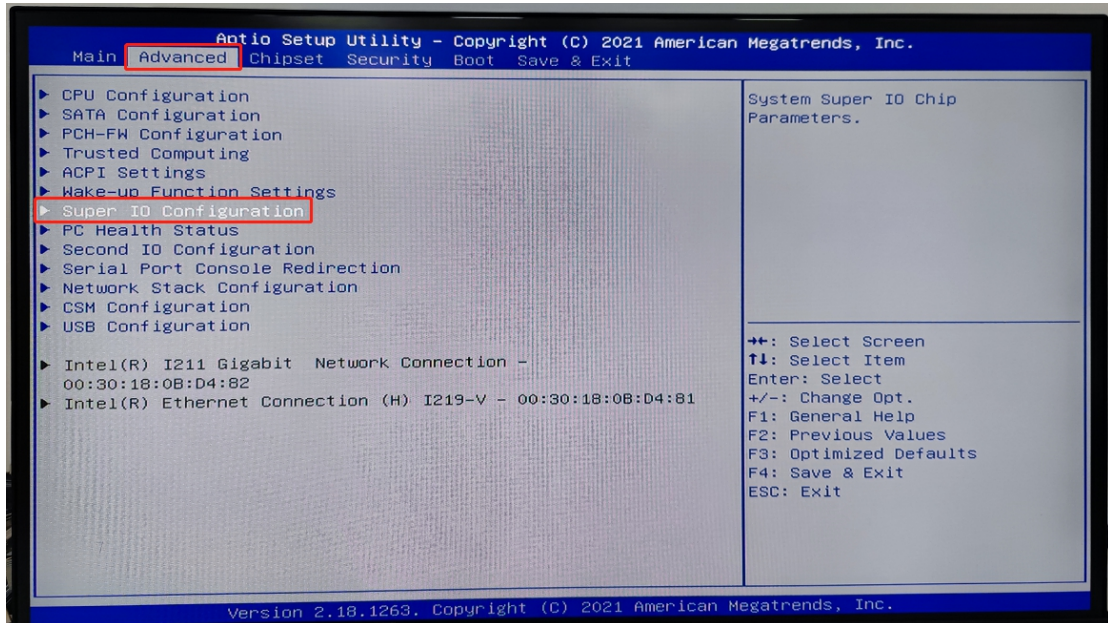 Aptio Setup Utility – Copyright (C) 2021 American Megatrends, Inc.
Main Advanced Chipset Security Boot Save & Exit
CPU Configuration
SATA Configuration
PCH-FW Configuration
Trusted Computing
ACPI Settings
Wake-up Function Settings
Super IO Configuration
PC Health Status
Second IO Configuration
Serial Port Console Redirection
Network Stack Configuration
CSM Configuration
USB Configuration
Intel(R) I211 Gigabit Network Connection –
00:30:18:0B:D4:82
Intel(R) Ethernet Connection (H) I219-V – 00:30:18:0B:D4:81
System Super IO Chip
Parameters.
→←: Select Screen
↑↓: Select Item
Enter: Select
+/-: Change Opt.
F1: General Help
F2: Previous Values
F3: Optimized Defaults
F4: Save & Exit
ESC: Exit
Version 2.18.1263. Copyright (C) 2021 American Megatrends, Inc.